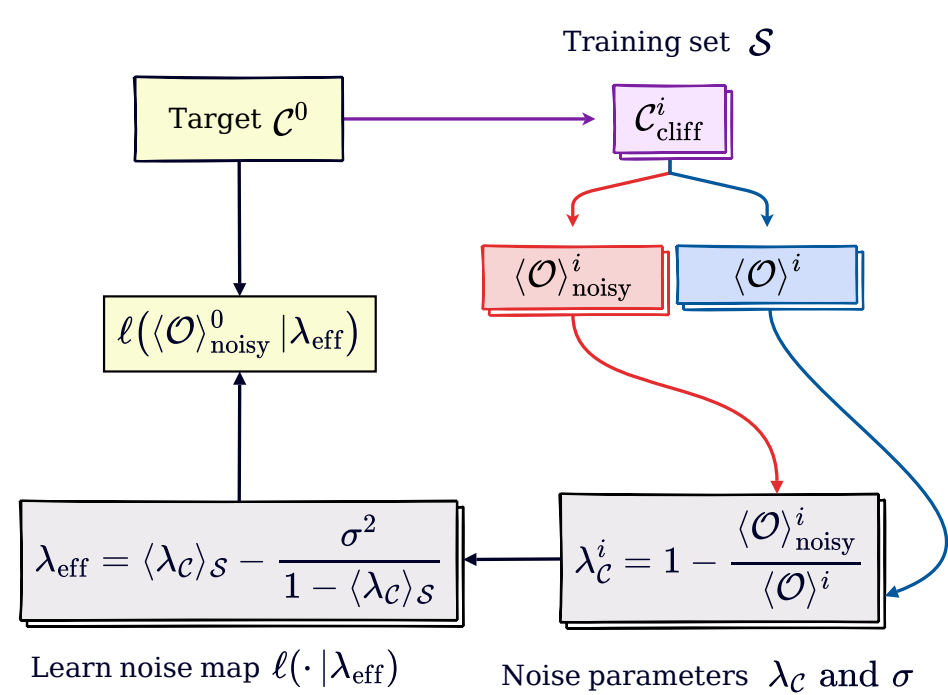 Training set 𝒮
Target 𝒞⁰
𝒞ⁱ_cliff
⟨𝒪⟩ⁱ_noisy
⟨𝒪⟩ⁱ
ℓ(⟨𝒪⟩⁰_noisy |λ_eff)
λ_eff = ⟨λ_𝒞⟩_𝒮 − σ² / (1 − ⟨λ_𝒞⟩_𝒮)
λⁱ_𝒞 = 1 − ⟨𝒪⟩ⁱ_noisy / ⟨𝒪⟩ⁱ
Learn noise map ℓ(· |λ_eff)
Noise parameters λ_𝒞 and σ